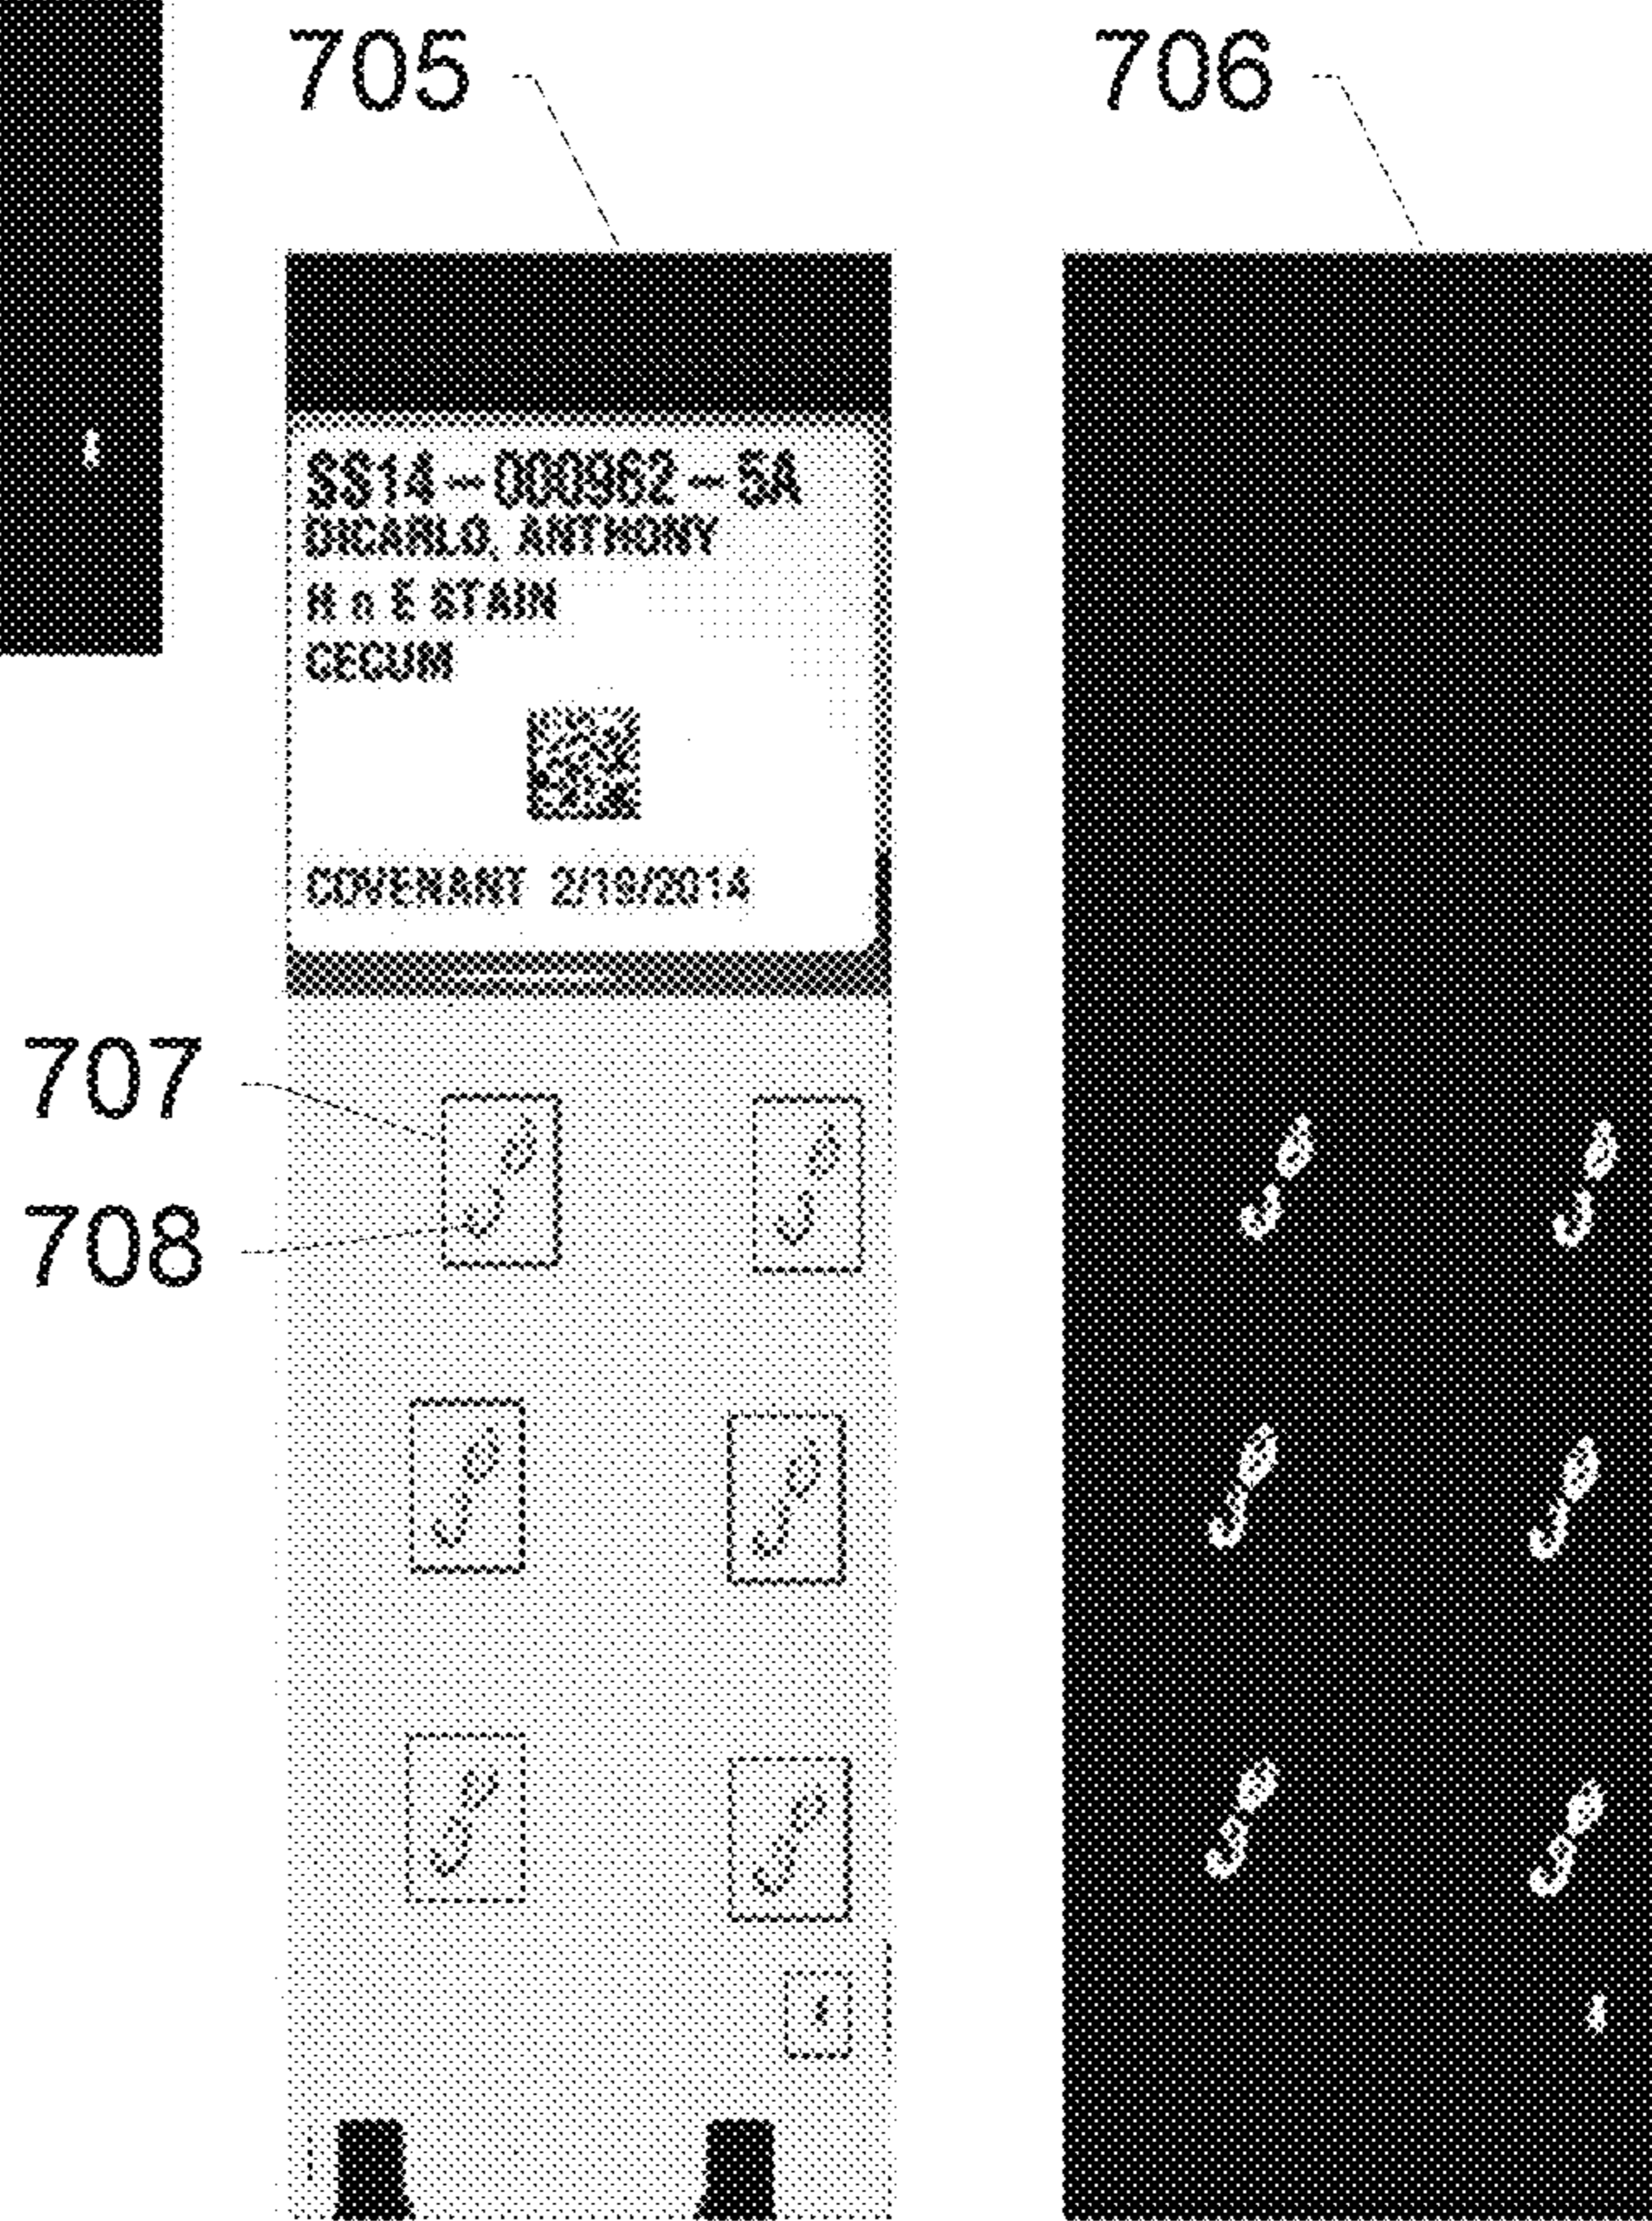 705
706
SS14-000962-5A
DICARLO, ANTHONY
H n E STAIN
CECUM
COVENANT 2/19/2014
707
708